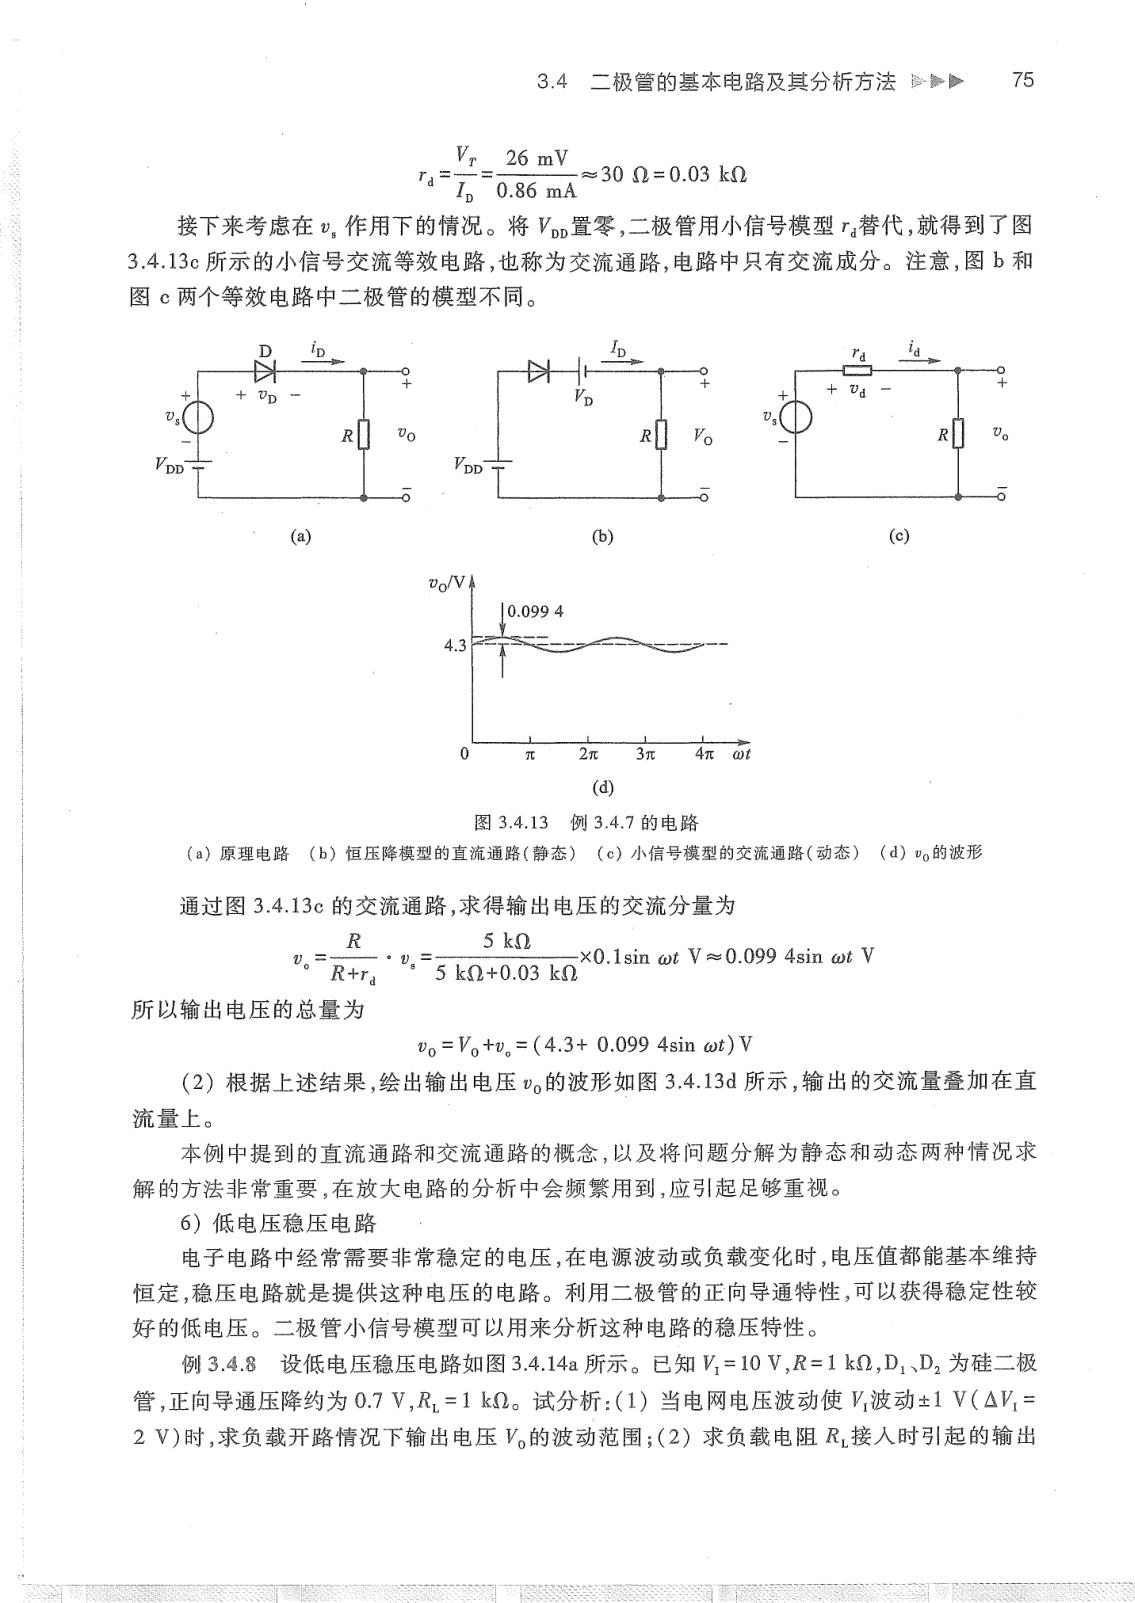 3.4 二极管的基本电路及其分析方法 75
r_d = V_T / I_D = 26 mV / 0.86 mA ≈ 30 Ω = 0.03 kΩ
接下来考虑在 v_s 作用下的情况。将 V_DD置零,二极管用小信号模型 r_d替代,就得到了图
3.4.13c 所示的小信号交流等效电路,也称为交流通路,电路中只有交流成分。注意,图 b 和
图 c 两个等效电路中二极管的模型不同。
D i_D
+ v_D −
+ v_s −
V_DD
R
+ v_O −
(a)
I_D
V_D
V_DD
R
+ V_O −
(b)
r_d i_d
+ v_d −
+ v_s −
R
+ v_o −
(c)
v_O/V
0.099 4
4.3
0 π 2π 3π 4π ωt
(d)
图 3.4.13 例 3.4.7 的电路
(a) 原理电路 (b) 恒压降模型的直流通路(静态) (c) 小信号模型的交流通路(动态) (d) v_O的波形
通过图 3.4.13c 的交流通路,求得输出电压的交流分量为
v_o = R / (R+r_d) · v_s = 5 kΩ / (5 kΩ+0.03 kΩ) ×0.1sin ωt V≈0.099 4sin ωt V
所以输出电压的总量为
v_O = V_O +v_o = (4.3+ 0.099 4sin ωt) V
(2) 根据上述结果,绘出输出电压 v_O的波形如图 3.4.13d 所示,输出的交流量叠加在直
流量上。
本例中提到的直流通路和交流通路的概念,以及将问题分解为静态和动态两种情况求
解的方法非常重要,在放大电路的分析中会频繁用到,应引起足够重视。
6) 低电压稳压电路
电子电路中经常需要非常稳定的电压,在电源波动或负载变化时,电压值都能基本维持
恒定,稳压电路就是提供这种电压的电路。利用二极管的正向导通特性,可以获得稳定性较
好的低电压。二极管小信号模型可以用来分析这种电路的稳压特性。
例 3.4.8 设低电压稳压电路如图 3.4.14a 所示。已知 V_I = 10 V,R = 1 kΩ,D_1、D_2 为硅二极
管,正向导通压降约为 0.7 V,R_L = 1 kΩ。试分析:(1) 当电网电压波动使 V_I波动±1 V(ΔV_I =
2 V)时,求负载开路情况下输出电压 V_O的波动范围;(2) 求负载电阻 R_L接入时引起的输出